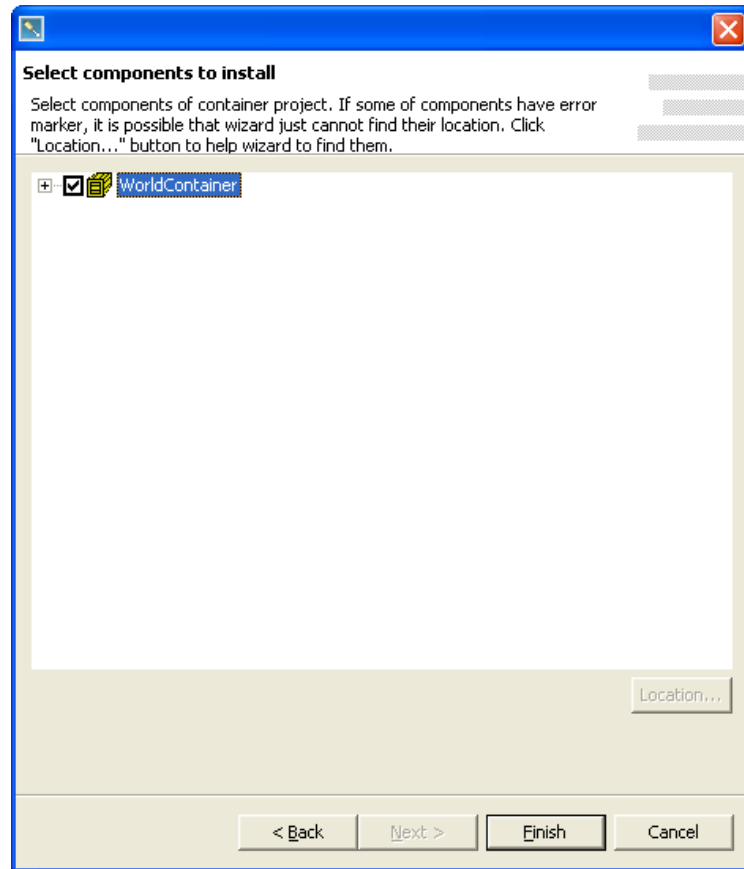 Select components to install
Select components of container project. If some of components have error
marker, it is possible that wizard just cannot find their location. Click
"Location..." button to help wizard to find them.
WorldContainer
Location...
< Back Next > Finish Cancel